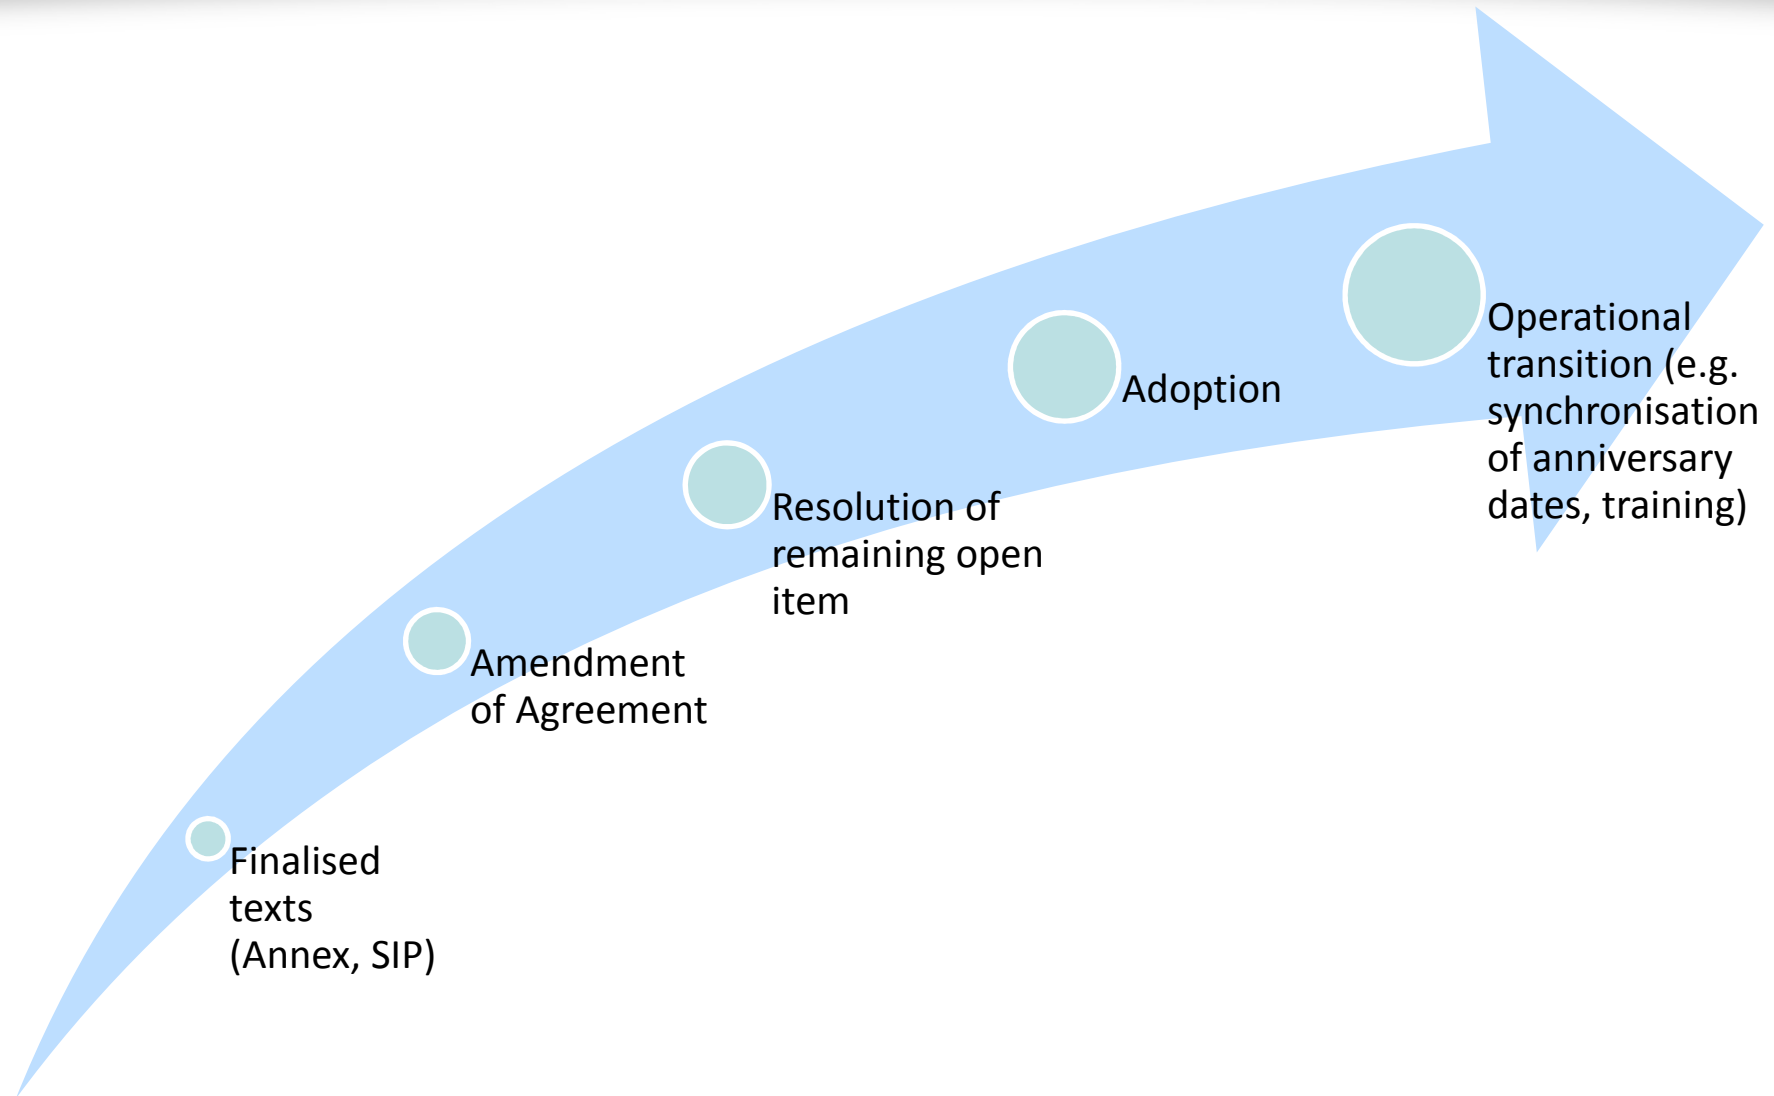 Finalised
texts
(Annex, SIP)
Amendment
of Agreement
Resolution of
remaining open
item
Adoption
Operational
transition (e.g.
synchronisation
of anniversary
dates, training)